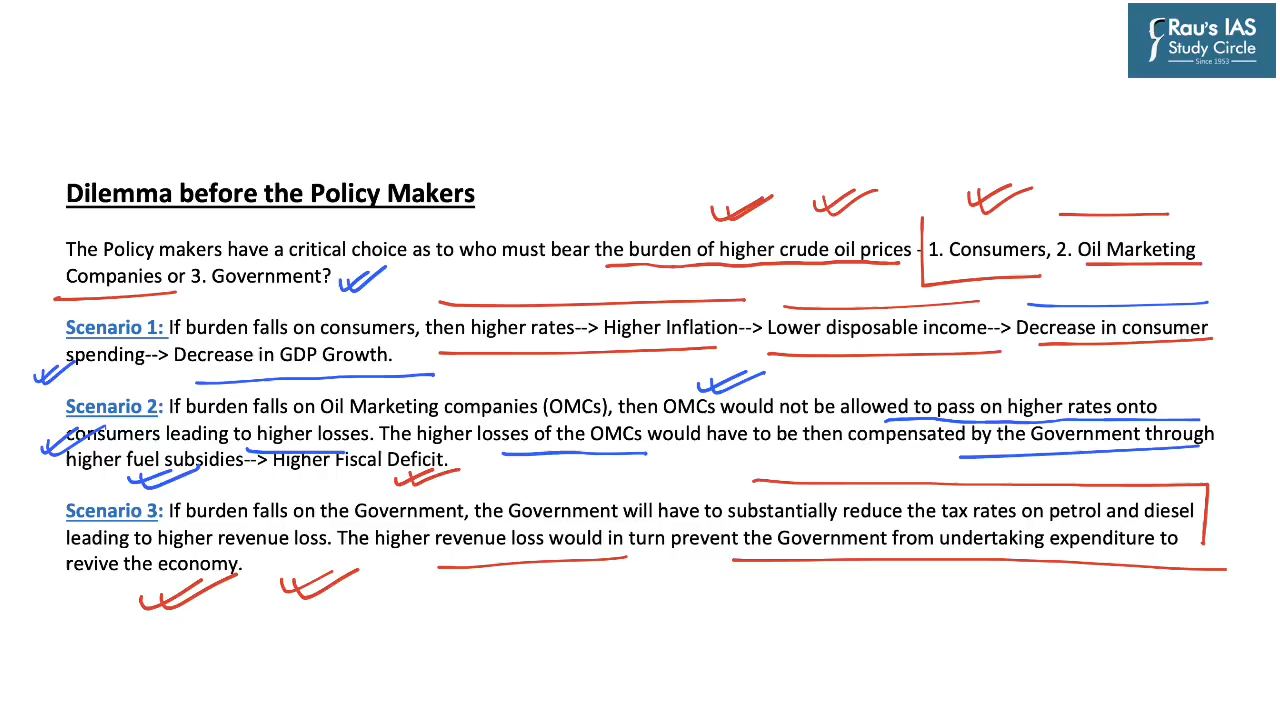 Rau's IAS
Study Circle
Since 1953
Dilemma before the Policy Makers
The Policy makers have a critical choice as to who must bear the burden of higher crude oil prices - 1. Consumers, 2. Oil Marketing
Companies or 3. Government?
Scenario 1: If burden falls on consumers, then higher rates--> Higher Inflation--> Lower disposable income--> Decrease in consumer
spending--> Decrease in GDP Growth.
Scenario 2: If burden falls on Oil Marketing companies (OMCs), then OMCs would not be allowed to pass on higher rates onto
consumers leading to higher losses. The higher losses of the OMCs would have to be then compensated by the Government through
higher fuel subsidies--> Higher Fiscal Deficit.
Scenario 3: If burden falls on the Government, the Government will have to substantially reduce the tax rates on petrol and diesel
leading to higher revenue loss. The higher revenue loss would in turn prevent the Government from undertaking expenditure to
revive the economy.